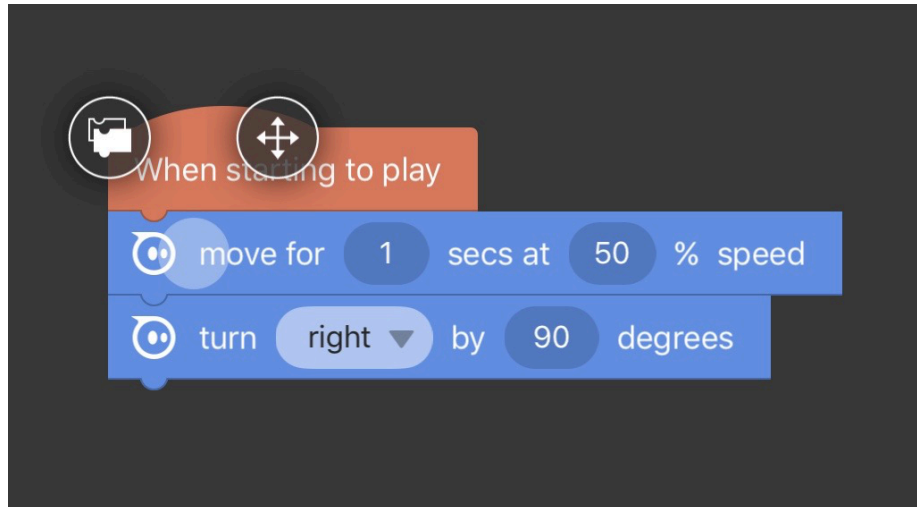 When starting to play
move for 1 secs at 50 % speed
turn right by 90 degrees